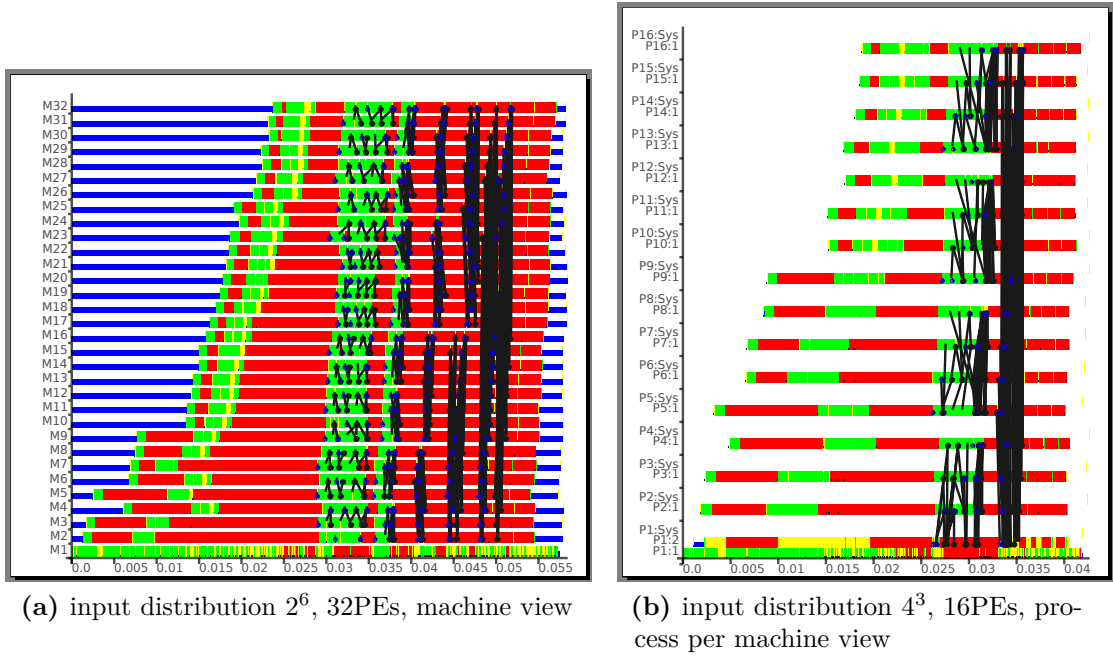 M32
M31
M30
M29
M28
M27
M26
M25
M24
M23
M22
M21
M20
M19
M18
M17
M16
M15
M14
M13
M12
M11
M10
M9
M8
M7
M6
M5
M4
M3
M2
M1
0.0 0.005 0.01 0.015 0.02 0.025 0.03 0.035 0.04 0.045 0.05 0.055
(a) input distribution 2^6, 32PEs, machine view
P16:Sys
P16:1
P15:Sys
P15:1
P14:Sys
P14:1
P13:Sys
P13:1
P12:Sys
P12:1
P11:Sys
P11:1
P10:Sys
P10:1
P9:Sys
P9:1
P8:Sys
P8:1
P7:Sys
P7:1
P6:Sys
P6:1
P5:Sys
P5:1
P4:Sys
P4:1
P3:Sys
P3:1
P2:Sys
P2:1
P1:Sys
P1:2
P1:1
0.0 0.005 0.01 0.015 0.02 0.025 0.03 0.035 0.04
(b) input distribution 4^3, 16PEs, pro-
cess per machine view